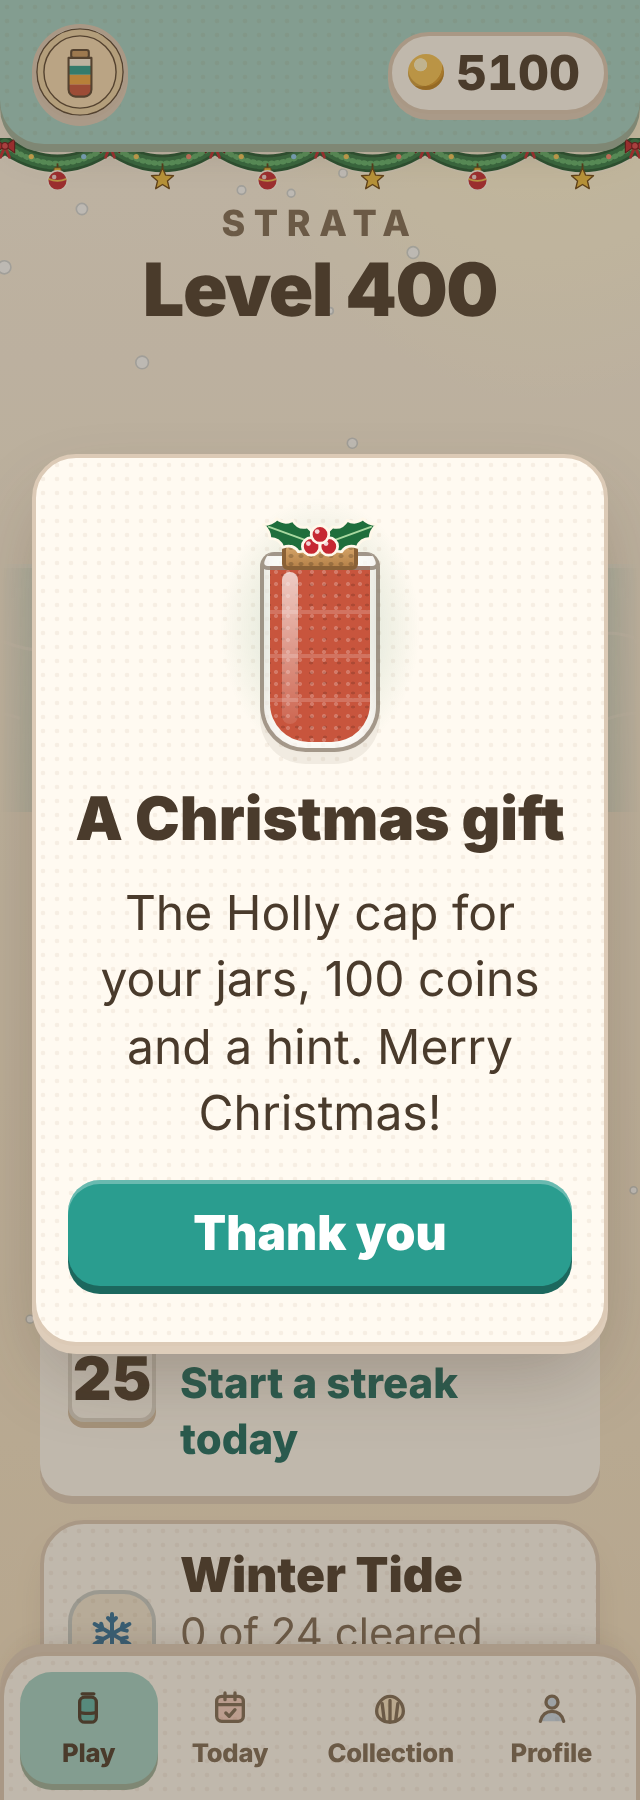 5100
STRATA
Level 400
A Christmas gift
The Holly cap for
your jars, 100 coins
and a hint. Merry
Christmas!
Thank you
25
Start a streak
today
Winter Tide
0 of 24 cleared
Play
Today
Collection
Profile